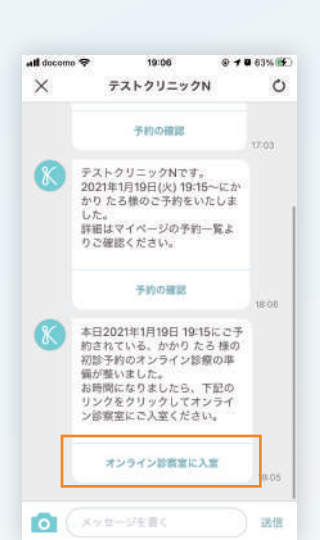 docomo 19:06 63%
テストクリニックN
予約の確認
17:03
テストクリニックNです。
2021年1月19日(火) 19:15〜にか
かり たろ様のご予約をいたしま
した。
詳細はマイページの予約一覧よ
りご確認ください。
予約の確認
18:06
本日2021年1月19日 19:15にご予
約されている、かかり たろ 様の
初診予約のオンライン診療の準
備が整いました。
お時間になりましたら、下記の
リンクをクリックしてオンライ
ン診察室にご入室ください。
オンライン診察室に入室
メッセージを書く
送信